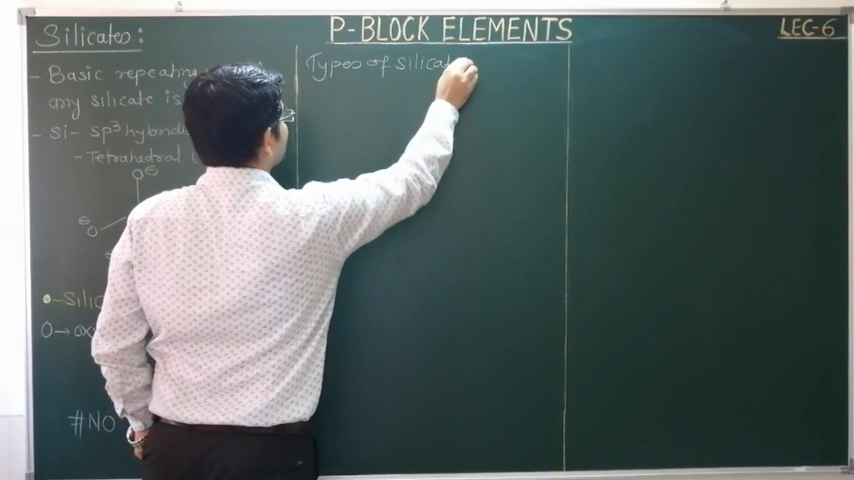 P-BLOCK ELEMENTS
LEC-6
Silicates:
- Basic repeating
any silicate is
- Si- sp³ hybridis
- Tetrahedral (
O ⊖
⊖ O
⊖
- Silic
O → ox
#NO
Types of silicat